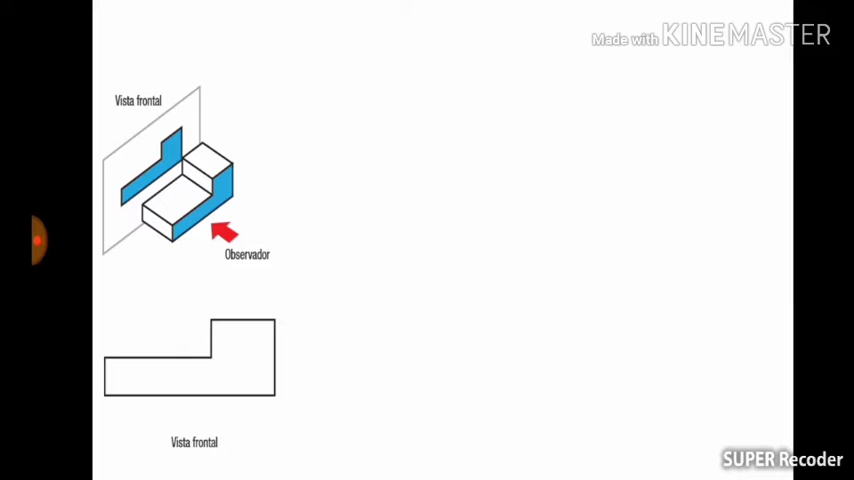 Made with KINEMASTER
Vista frontal
Observador
Vista frontal
SUPER Recoder